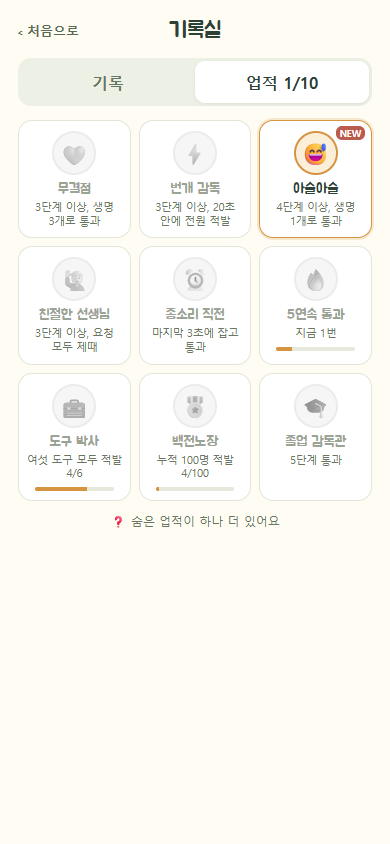 < 처음으로
기록실
기록
업적 1/10
NEW
무결점
3단계 이상, 생명
3개로 통과
번개 감독
3단계 이상, 20초
안에 전원 적발
아슬아슬
4단계 이상, 생명
1개로 통과
친절한 선생님
3단계 이상, 요청
모두 제때
종소리 직전
마지막 3초에 잡고
통과
5연속 통과
지금 1번
도구 박사
여섯 도구 모두 적발
4/6
백전노장
누적 100명 적발
4/100
졸업 감독관
5단계 통과
❓ 숨은 업적이 하나 더 있어요